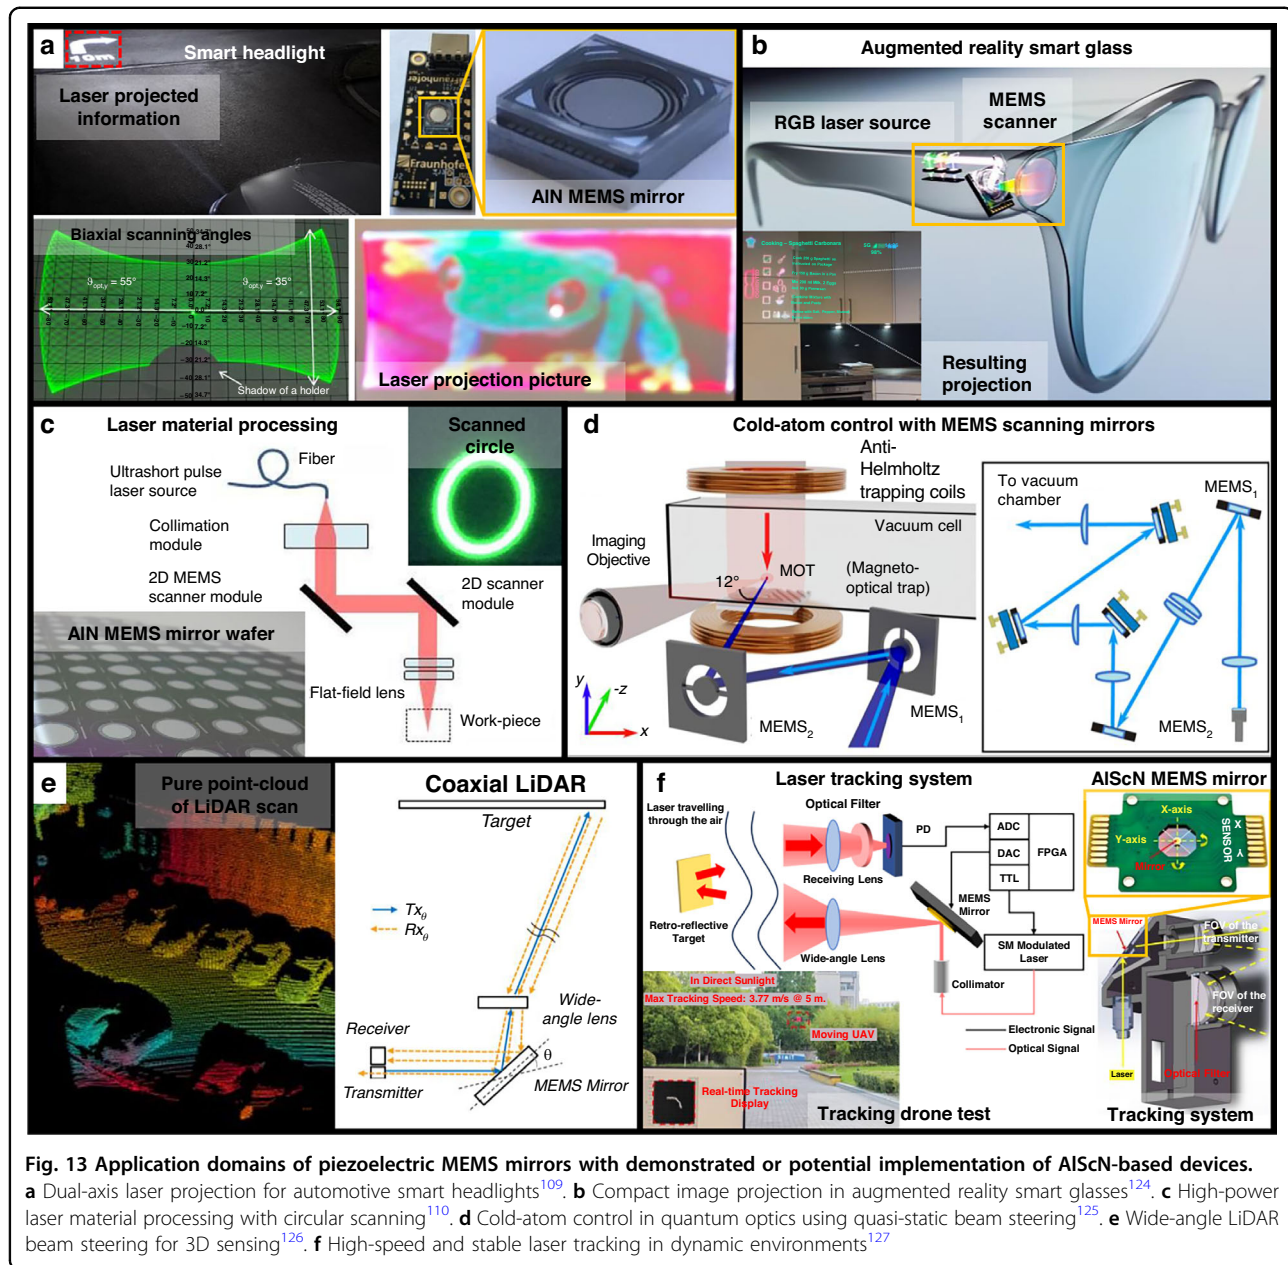 a
Smart headlight
Laser projected
information
Fraunhofer
Fraunhofer
AlN MEMS mirror
Biaxial scanning angles
ϑopt,y = 55°
ϑopt,y = 35°
Shadow of a holder
Laser projection picture
b
Augmented reality smart glass
RGB laser source
MEMS
scanner
Cooking - Spaghetti Carbonara
Resulting
projection
c
Laser material processing
Scanned
circle
Fiber
Ultrashort pulse
laser source
Collimation
module
2D MEMS
scanner module
2D scanner
module
AlN MEMS mirror wafer
Flat-field lens
Work-piece
d
Cold-atom control with MEMS scanning mirrors
Anti-
Helmholtz
trapping coils
Vacuum cell
Imaging
Objective
12°
MOT
(Magneto-
optical trap)
y
-z
x
MEMS2
MEMS1
To vacuum
chamber
MEMS1
MEMS2
e
Pure point-cloud
of LiDAR scan
Coaxial LiDAR
Target
Txθ
Rxθ
Wide-
angle lens
Receiver
Transmitter
θ
MEMS Mirror
f
Laser tracking system
AlScN MEMS mirror
Laser travelling
through the air
Optical Filter
PD
ADC
DAC
TTL
FPGA
X-axis
Y-axis
Mirror
SENSOR
X
Y
Receiving Lens
MEMS
Mirror
Retro-reflective
Target
Wide-angle Lens
SM Modulated
Laser
Collimator
MEMS Mirror
FOV of the
transmitter
FOV of the
receiver
In Direct Sunlight
Max Tracking Speed: 3.77 m/s @ 5 m.
Moving UAV
Electronic Signal
Optical Signal
Laser
Optical Filter
Real-time Tracking
Display
Tracking drone test
Tracking system
Fig. 13 Application domains of piezoelectric MEMS mirrors with demonstrated or potential implementation of AlScN-based devices.
a Dual-axis laser projection for automotive smart headlights109. b Compact image projection in augmented reality smart glasses124. c High-power
laser material processing with circular scanning110. d Cold-atom control in quantum optics using quasi-static beam steering125. e Wide-angle LiDAR
beam steering for 3D sensing126. f High-speed and stable laser tracking in dynamic environments127